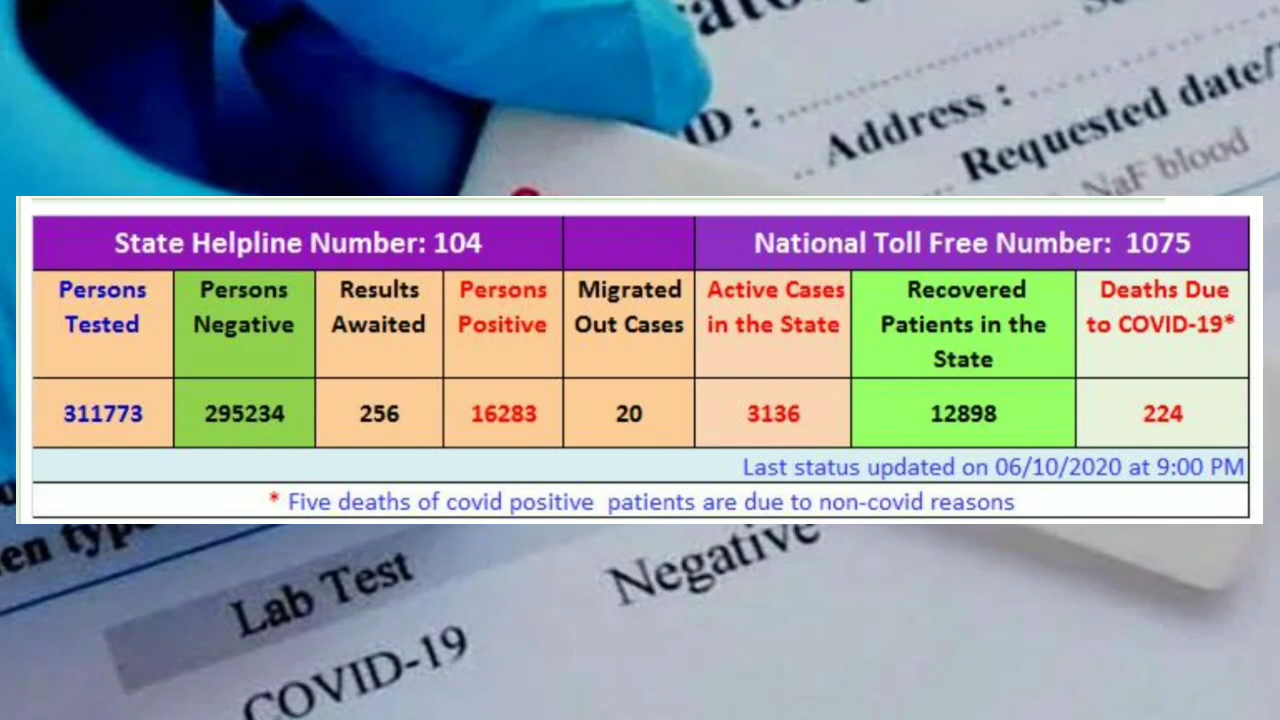 ID :
Address :
Requested date/
NaF blood
State Helpline Number: 104 National Toll Free Number: 1075
Persons Tested Persons Negative Results Awaited Persons Positive Migrated Out Cases Active Cases in the State Recovered Patients in the State Deaths Due to COVID-19*
311773 295234 256 16283 20 3136 12898 224
Last status updated on 06/10/2020 at 9:00 PM
* Five deaths of covid positive patients are due to non-covid reasons
Lab Test Negative
COVID-19